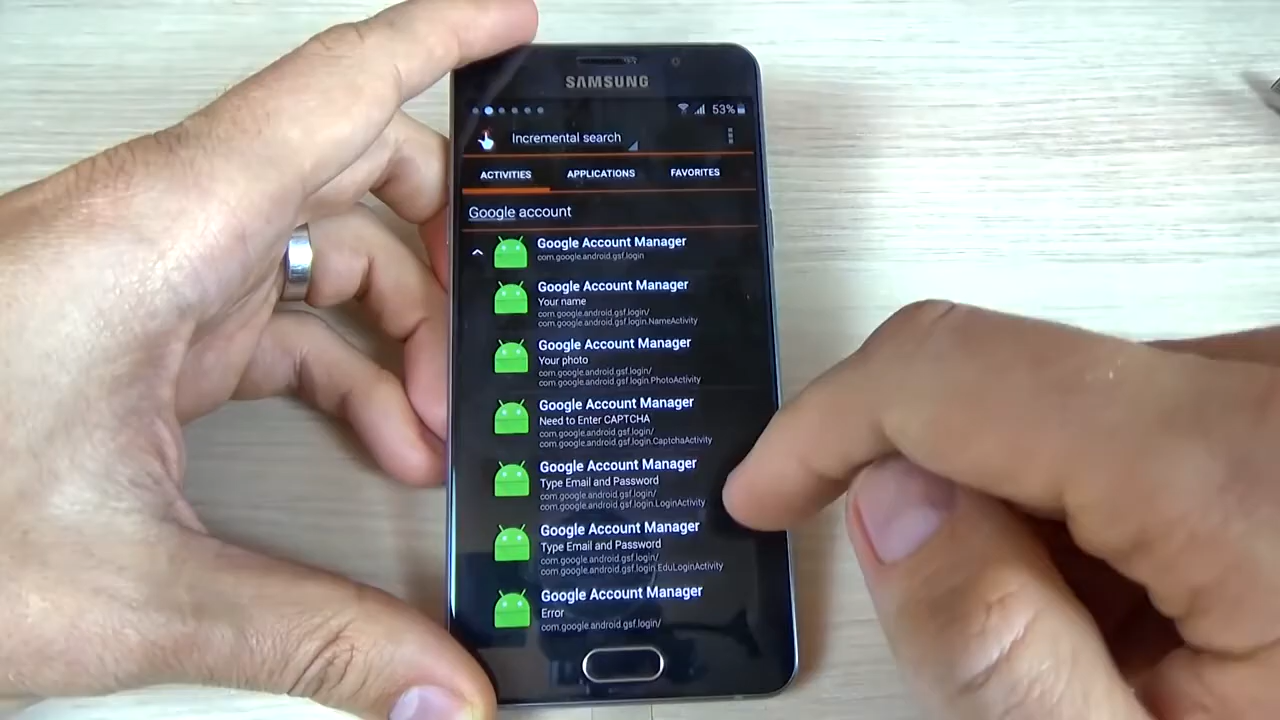 SAMSUNG
53%
Incremental search
ACTIVITIES APPLICATIONS FAVORITES
Google account
Google Account Manager
com.google.android.gsf.login
Google Account Manager
Your name
com.google.android.gsf.login/
com.google.android.gsf.login.NameActivity
Google Account Manager
Your photo
com.google.android.gsf.login/
com.google.android.gsf.login.PhotoActivity
Google Account Manager
Need to Enter CAPTCHA
com.google.android.gsf.login/
com.google.android.gsf.login.CaptchaActivity
Google Account Manager
Type Email and Password
com.google.android.gsf.login/
com.google.android.gsf.login.LoginActivity
Google Account Manager
Type Email and Password
com.google.android.gsf.login/
com.google.android.gsf.login.EduLoginActivity
Google Account Manager
Error
com.google.android.gsf.login/